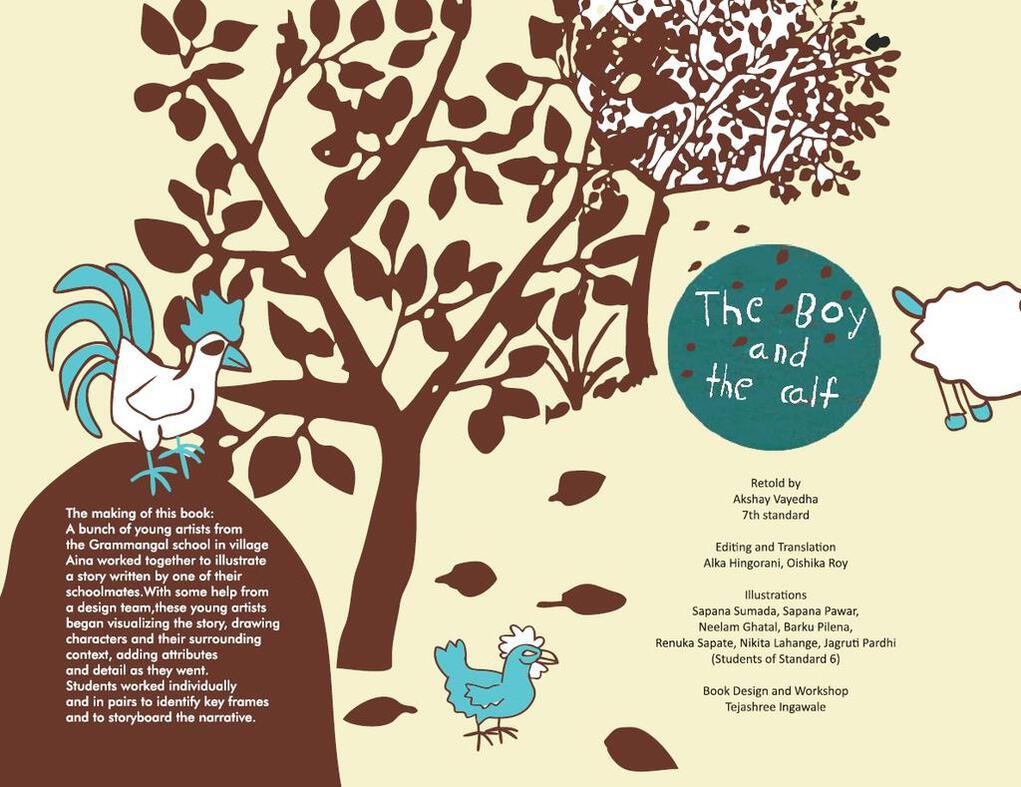 The making of this book:
A bunch of young artists from
the Grammangal school in village
Aina worked together to illustrate
a story written by one of their
schoolmates.With some help from
a design team,these young artists
began visualizing the story, drawing
characters and their surrounding
context, adding attributes
and detail as they went.
Students worked individually
and in pairs to identify key frames
and to storyboard the narrative.
The Boy
and
the calf
Retold by
Akshay Vayedha
7th standard
Editing and Translation
Alka Hingorani, Oishika Roy
Illustrations
Sapana Sumada, Sapana Pawar,
Neelam Ghatal, Barku Pilena,
Renuka Sapate, Nikita Lahange, Jagruti Pardhi
(Students of Standard 6)
Book Design and Workshop
Tejashree Ingawale